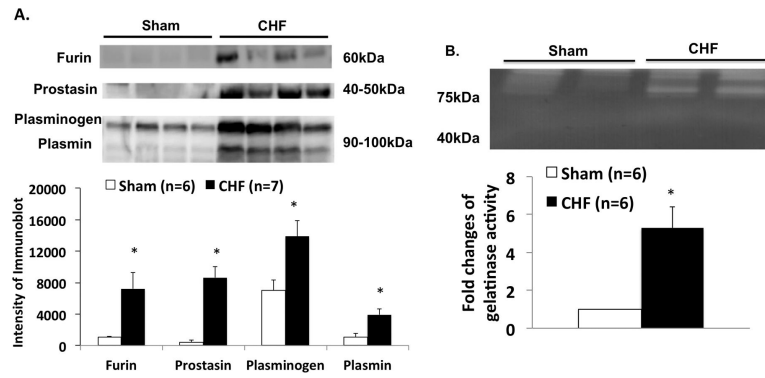 A.
Sham CHF
Furin 60kDa
Prostasin 40-50kDa
Plasminogen
Plasmin 90-100kDa
Sham (n=6) CHF (n=7)
Intensity of Immunoblot
20000
16000
12000
8000
4000
0
* * * *
Furin Prostasin Plasminogen Plasmin
B.
Sham CHF
75kDa
40kDa
Sham (n=6)
CHF (n=6)
Fold changes of
gelatinase activity
8
6
4
2
0
*